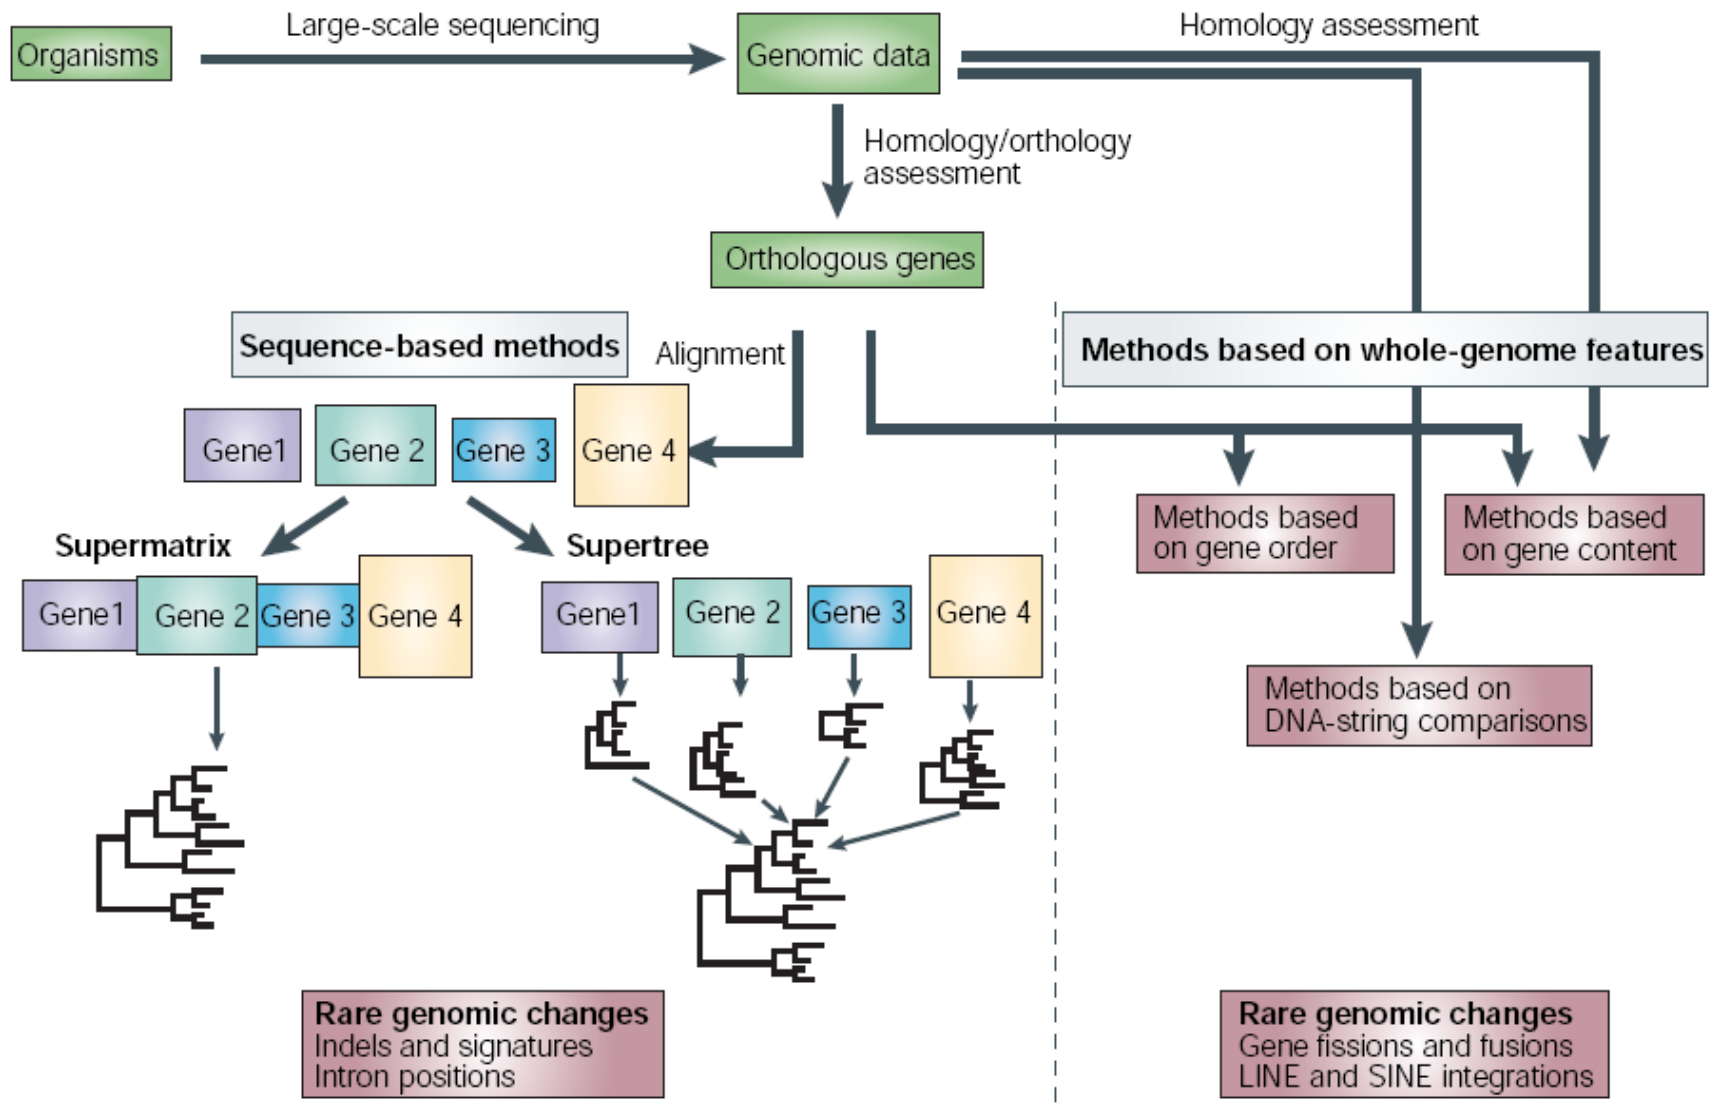 Large-scale sequencing
Homology assessment
Organisms
Genomic data
Homology/orthology
assessment
Orthologous genes
Sequence-based methods
Alignment
Methods based on whole-genome features
Gene1
Gene 2
Gene 3
Gene 4
Methods based
on gene order
Methods based
on gene content
Supermatrix
Supertree
Gene1
Gene 2
Gene 3
Gene 4
Gene1
Gene 2
Gene 3
Gene 4
Methods based on
DNA-string comparisons
Rare genomic changes
Indels and signatures
Intron positions
Rare genomic changes
Gene fissions and fusions
LINE and SINE integrations